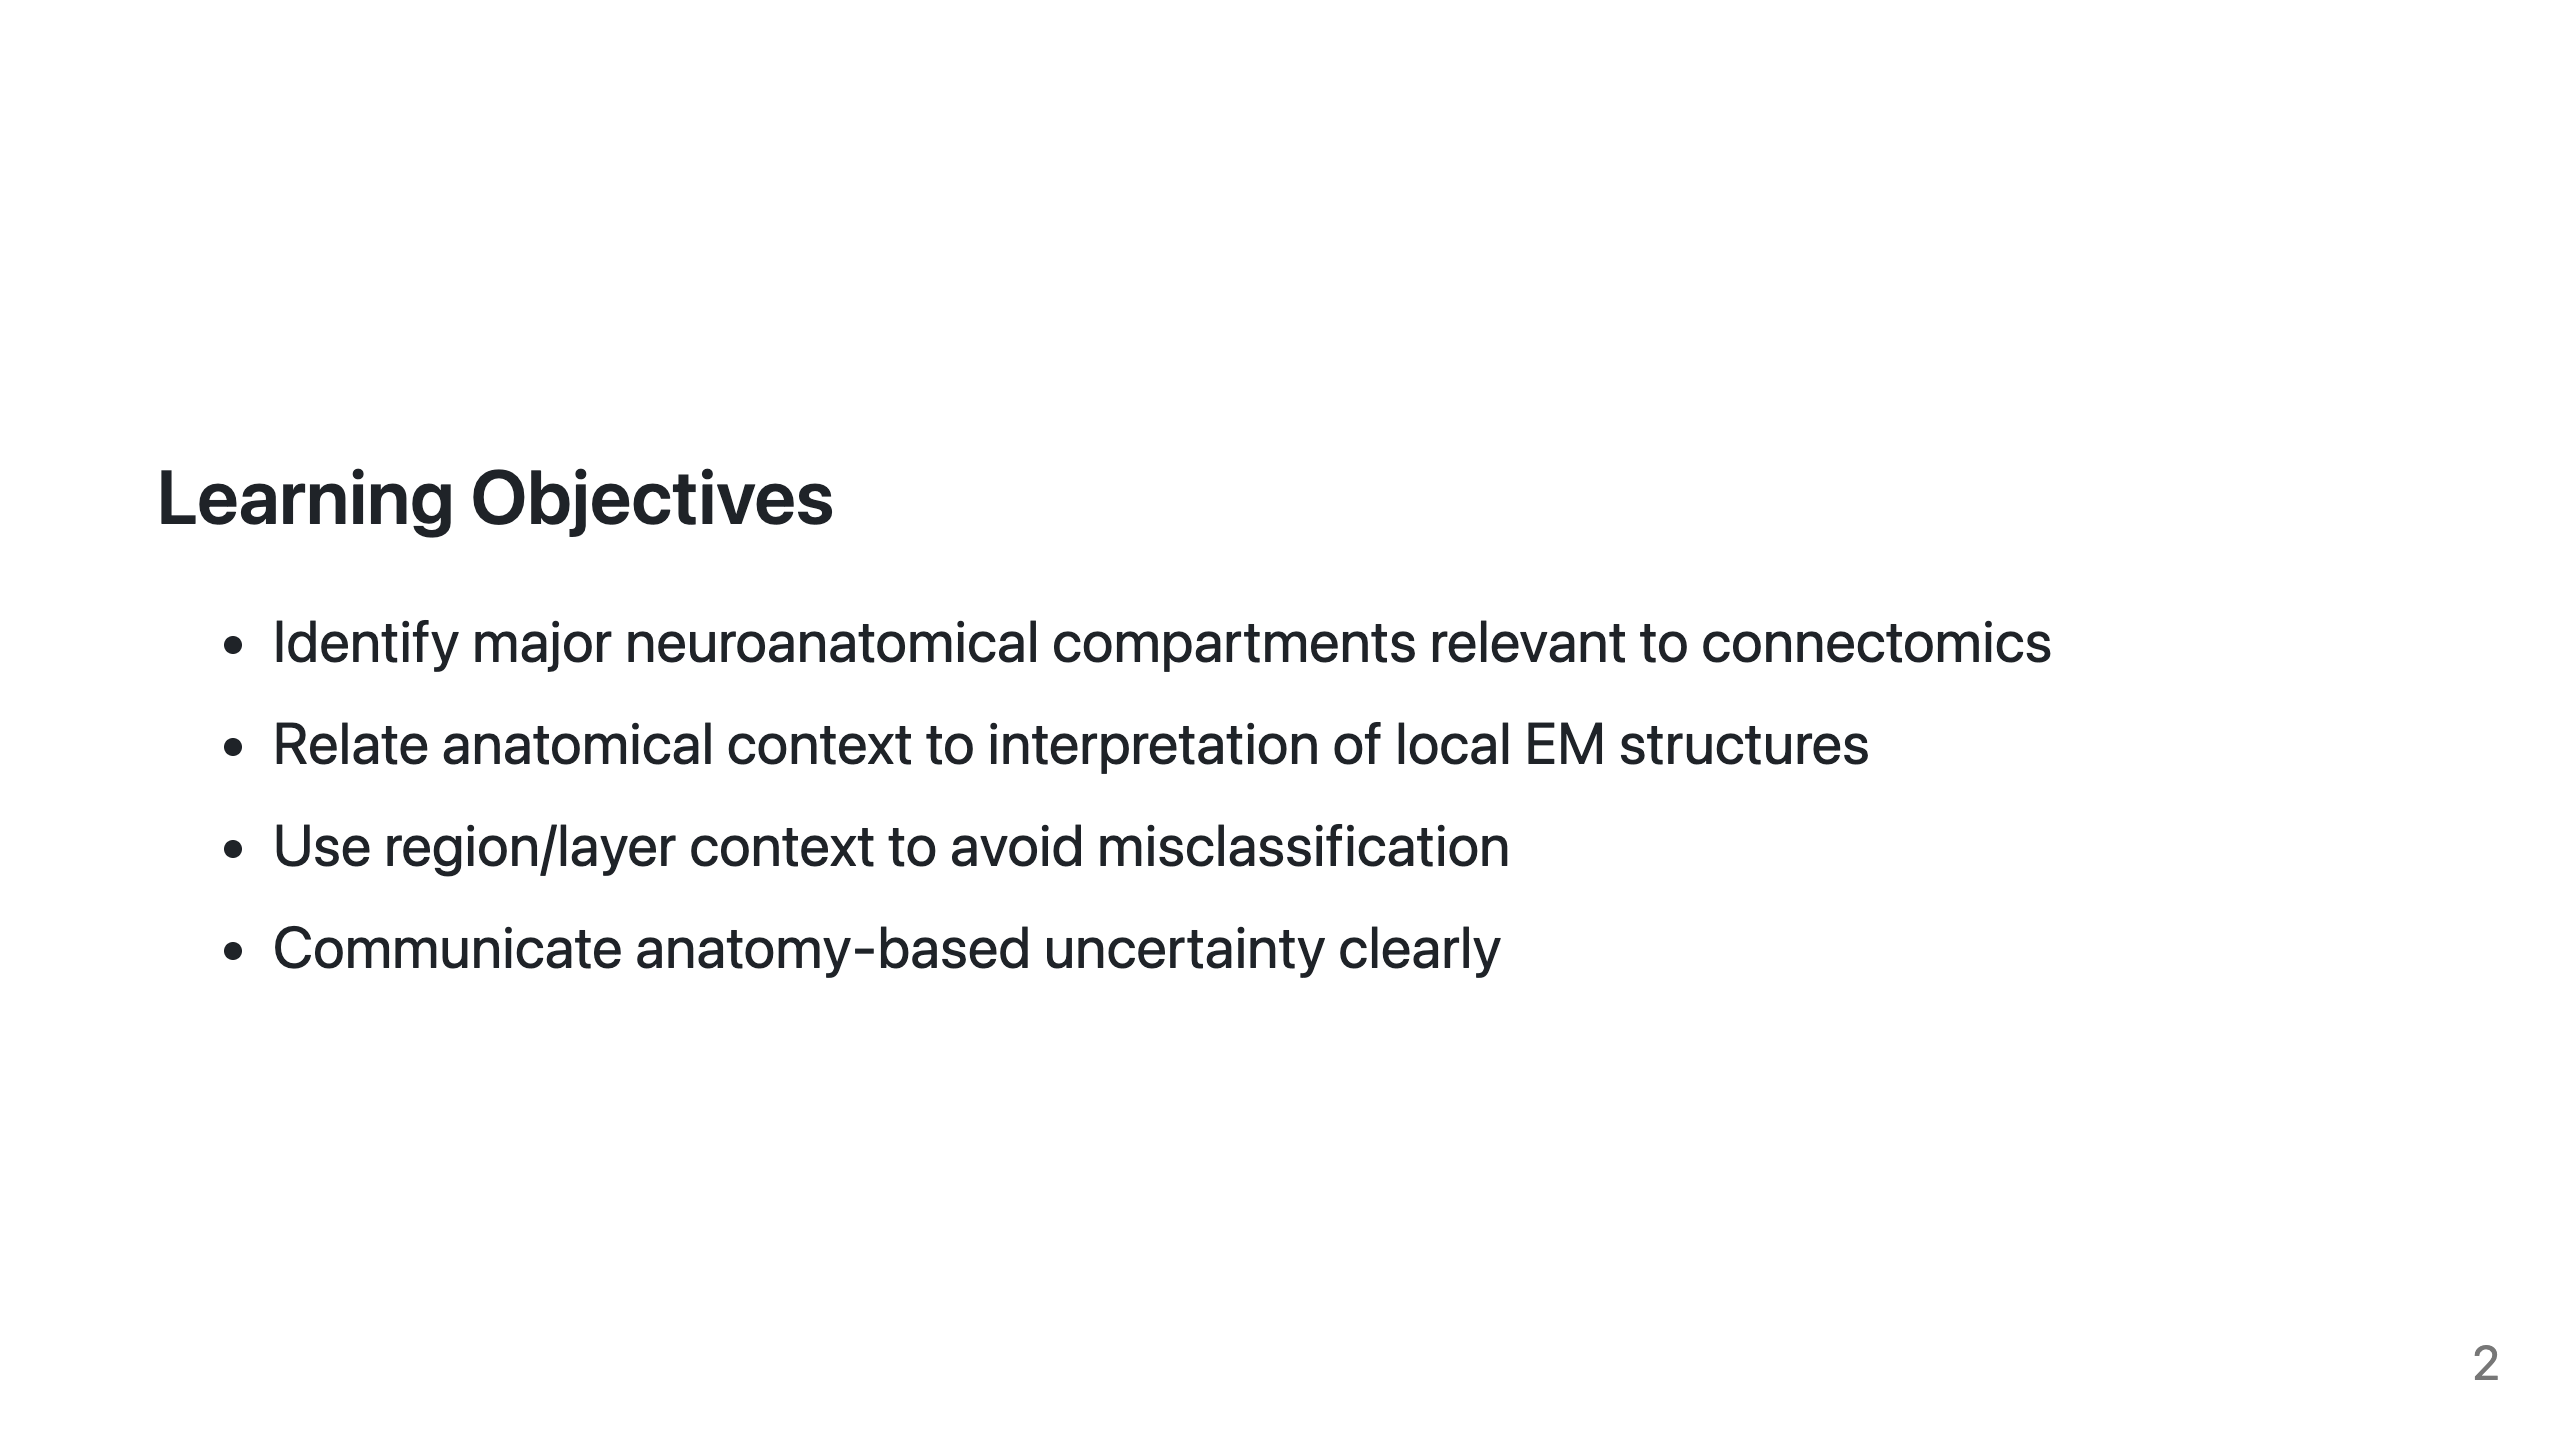 Learning Objectives
• Identify major neuroanatomical compartments relevant to connectomics
• Relate anatomical context to interpretation of local EM structures
• Use region/layer context to avoid misclassification
• Communicate anatomy-based uncertainty clearly
2